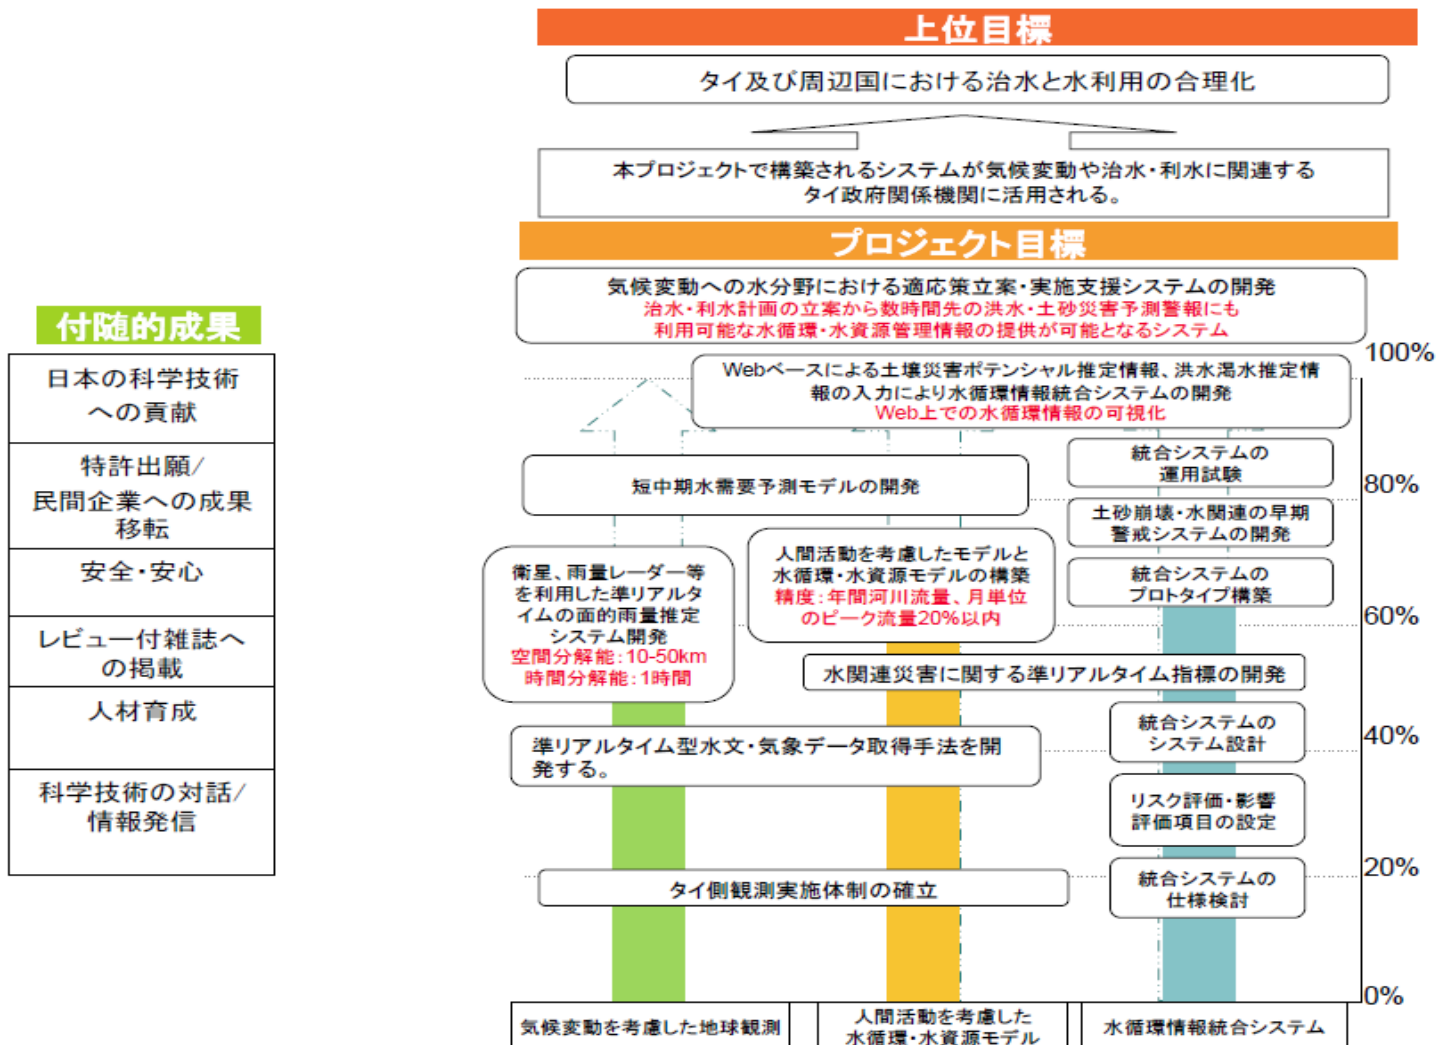 上位目標
タイ及び周辺国における治水と水利用の合理化
本プロジェクトで構築されるシステムが気候変動や治水・利水に関連する
タイ政府関係機関に活用される。
プロジェクト目標
気候変動への水分野における適応策立案・実施支援システムの開発
治水・利水計画の立案から数時間先の洪水・土砂災害予測警報にも
利用可能な水循環・水資源管理情報の提供が可能となるシステム
付随的成果
日本の科学技術
への貢献
特許出願/
民間企業への成果
移転
安全・安心
レビュー付雑誌へ
の掲載
人材育成
科学技術の対話/
情報発信
100%
Webベースによる土壌災害ポテンシャル推定情報、洪水渇水推定情
報の入力により水循環情報統合システムの開発
Web上での水循環情報の可視化
統合システムの
運用試験
短中期水需要予測モデルの開発
80%
土砂崩壊・水関連の早期
警戒システムの開発
人間活動を考慮したモデルと
水循環・水資源モデルの構築
精度：年間河川流量、月単位
のピーク流量20%以内
衛星、雨量レーダー等
を利用した準リアルタ
イムの面的雨量推定
システム開発
空間分解能：10-50km
時間分解能：1時間
統合システムの
プロトタイプ構築
60%
水関連災害に関する準リアルタイム指標の開発
統合システムの
システム設計
40%
準リアルタイム型水文・気象データ取得手法を開
発する。
リスク評価・影響
評価項目の設定
20%
タイ側観測実施体制の確立
統合システムの
仕様検討
0%
気候変動を考慮した地球観測
人間活動を考慮した
水循環・水資源モデル
水循環情報統合システム